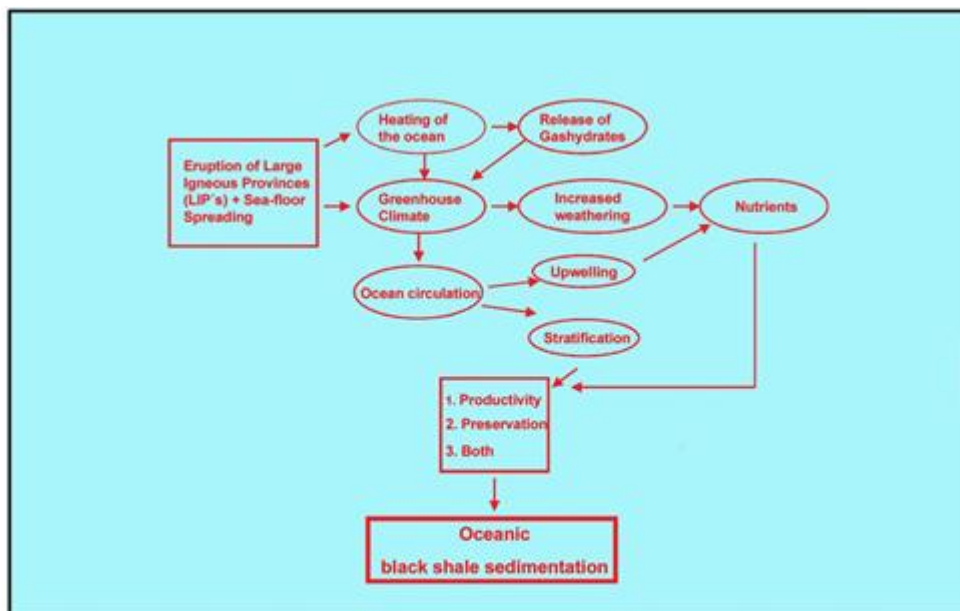 Heating of
the ocean
Release of
Gashydrates
Eruption of Large
Igneous Provinces
(LIP´s) + Sea-floor
Spreading
Greenhouse
Climate
Increased
weathering
Nutrients
Ocean circulation
Upwelling
Stratification
1. Productivity
2. Preservation
3. Both
Oceanic
black shale sedimentation